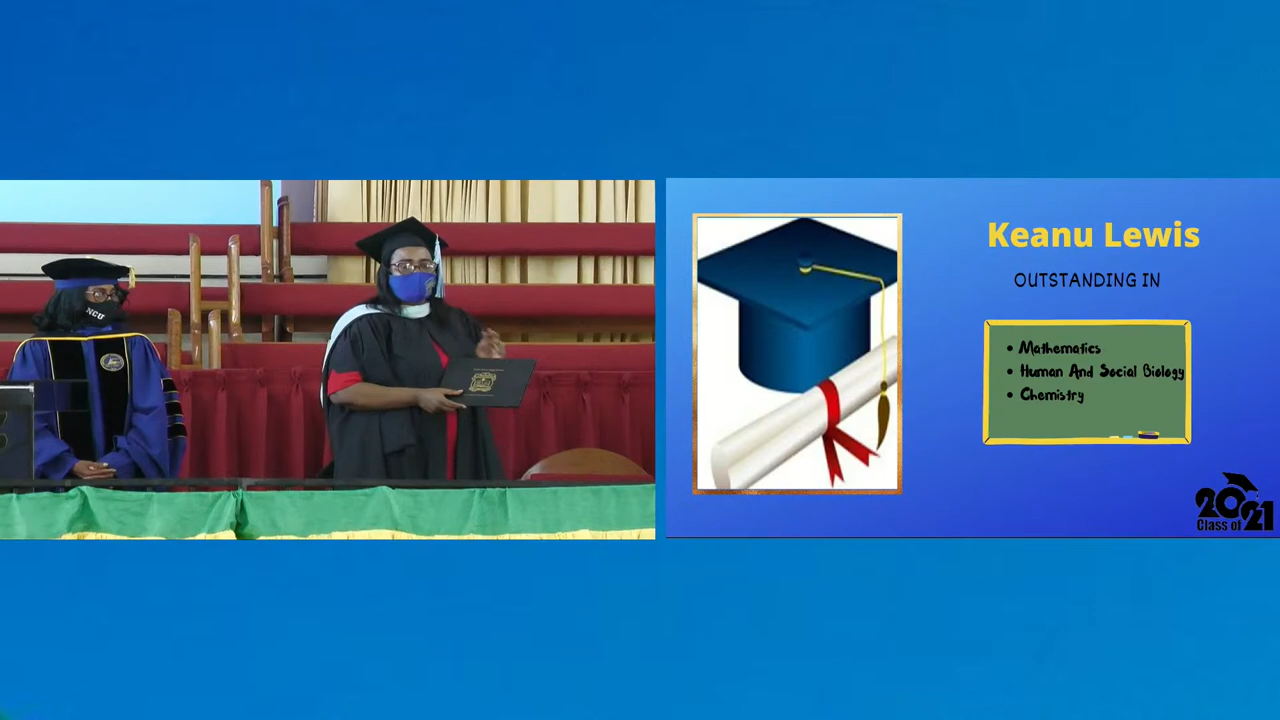 NCU
Keanu Lewis
OUTSTANDING IN
• Mathematics
• Human And Social Biology
• Chemistry
2021
Class of